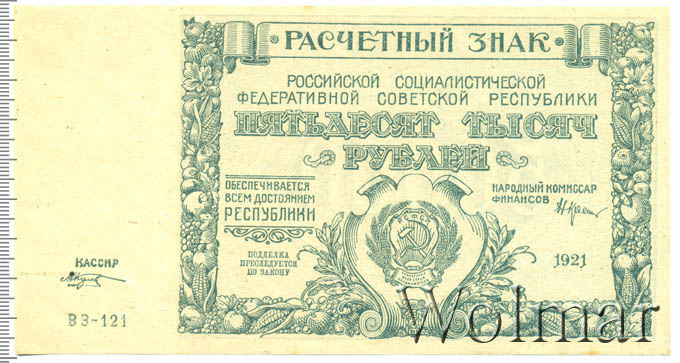 РАСЧЕТНЫЙ ЗНАК
РОССИЙСКОЙ СОЦИАЛИСТИЧЕСКОЙ
ФЕДЕРАТИВНОЙ СОВЕТСКОЙ РЕСПУБЛИКИ
ПЯТЬДЕСЯТ ТЫСЯЧ
РУБЛЕЙ
ОБЕСПЕЧИВАЕТСЯ
ВСЕМ ДОСТОЯНИЕМ
РЕСПУБЛИКИ
НАРОДНЫЙ КОМИССАР
ФИНАНСОВ
ПОДДЕЛКА
ПРЕСЛЕДУЕТСЯ
ПО ЗАКОНУ
1921
КАССИР
ВЗ-121
Wolmar